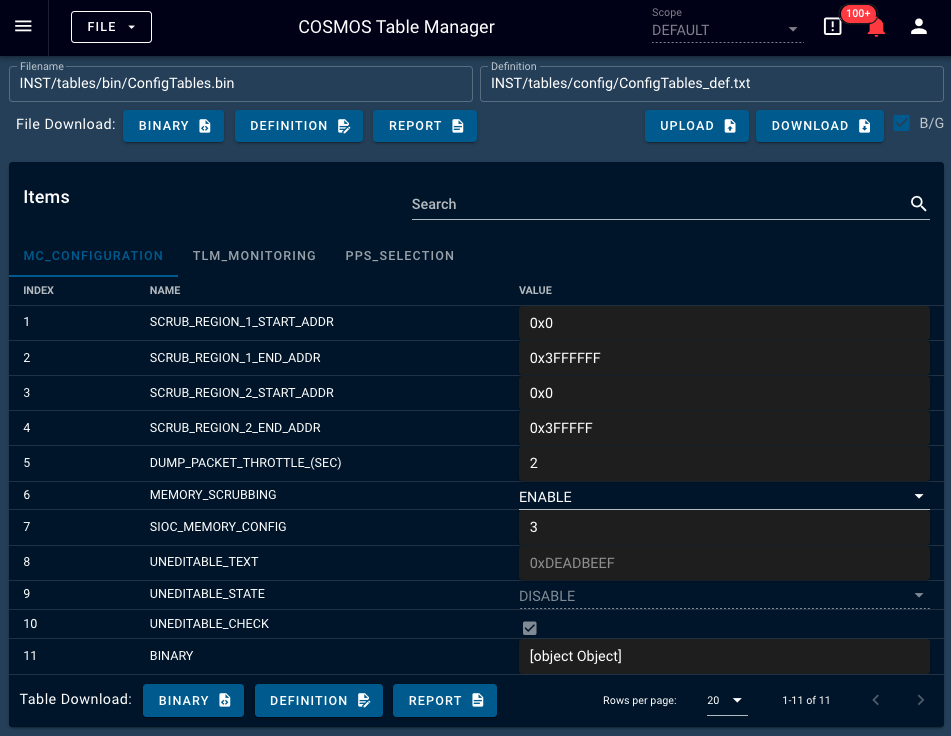 FILE
COSMOS Table Manager
Scope
DEFAULT
100+
Filename
INST/tables/bin/ConfigTables.bin
Definition
INST/tables/config/ConfigTables_def.txt
File Download: BINARY DEFINITION REPORT UPLOAD DOWNLOAD B/G
Items
Search
MC_CONFIGURATION TLM_MONITORING PPS_SELECTION
INDEX NAME VALUE
1 SCRUB_REGION_1_START_ADDR 0x0
2 SCRUB_REGION_1_END_ADDR 0x3FFFFFF
3 SCRUB_REGION_2_START_ADDR 0x0
4 SCRUB_REGION_2_END_ADDR 0x3FFFFF
5 DUMP_PACKET_THROTTLE_(SEC) 2
6 MEMORY_SCRUBBING ENABLE
7 SIOC_MEMORY_CONFIG 3
8 UNEDITABLE_TEXT 0xDEADBEEF
9 UNEDITABLE_STATE DISABLE
10 UNEDITABLE_CHECK
11 BINARY [object Object]
Table Download: BINARY DEFINITION REPORT Rows per page: 20 1-11 of 11